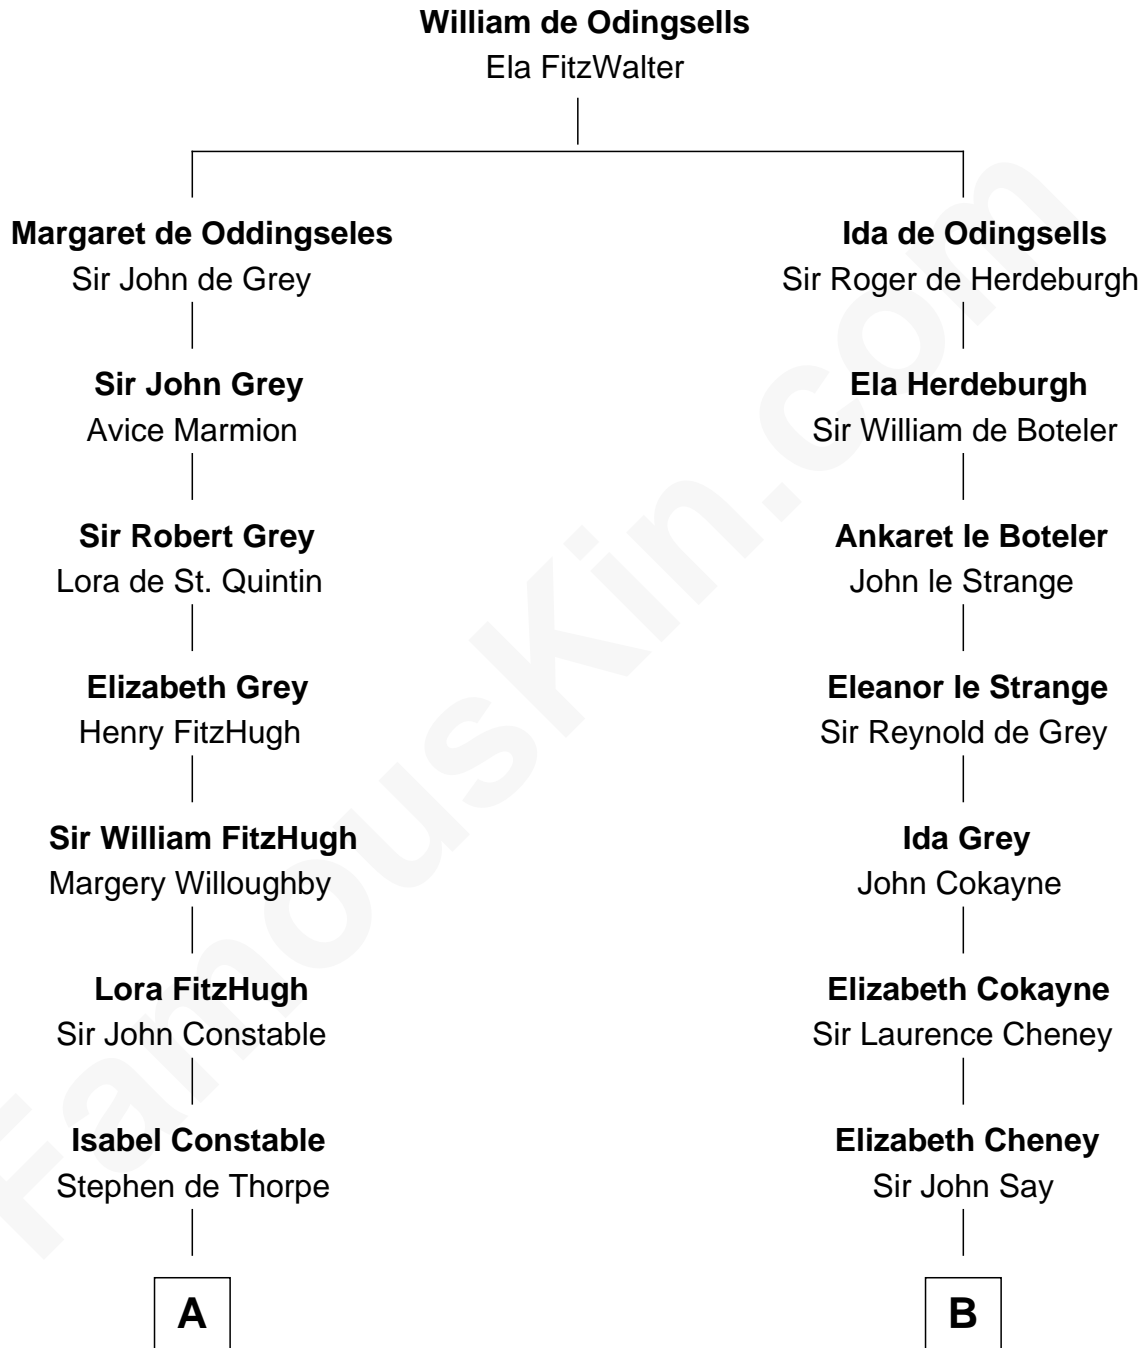 William de Odingsells
Ela FitzWalter
Margaret de Oddingseles
Sir John de Grey
Ida de Odingsells
Sir Roger de Herdeburgh
Sir John Grey
Avice Marmion
Ela Herdeburgh
Sir William de Boteler
Sir Robert Grey
Lora de St. Quintin
Ankaret le Boteler
John le Strange
Elizabeth Grey
Henry FitzHugh
Eleanor le Strange
Sir Reynold de Grey
Sir William FitzHugh
Margery Willoughby
Ida Grey
John Cokayne
Lora FitzHugh
Sir John Constable
Elizabeth Cokayne
Sir Laurence Cheney
Isabel Constable
Stephen de Thorpe
Elizabeth Cheney
Sir John Say
A
B
FamousKin.com